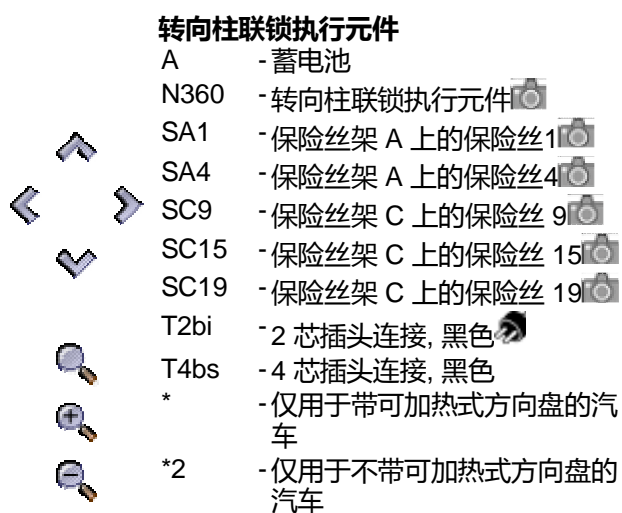 转向柱联锁执行元件
A - 蓄电池
N360 - 转向柱联锁执行元件
SA1 - 保险丝架 A 上的保险丝1
SA4 - 保险丝架 A 上的保险丝4
SC9 - 保险丝架 C 上的保险丝 9
SC15 - 保险丝架 C 上的保险丝 15
SC19 - 保险丝架 C 上的保险丝 19
T2bi - 2 芯插头连接, 黑色
T4bs - 4 芯插头连接, 黑色
* - 仅用于带可加热式方向盘的汽
车
*2 - 仅用于不带可加热式方向盘的
汽车